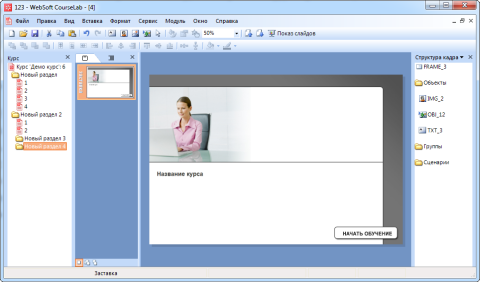 123 - WebSoft CourseLab - [4]
Файл Правка Вид Вставка Формат Сервис Модуль Окно Справка
50% Показ слайдов
Курс
Курс 'Демо курс': 6
Новый раздел
1
2
3
4
Новый раздел 2
1
2
Новый раздел 3
Новый раздел 4
Название курса
НАЧАТЬ ОБУЧЕНИЕ
Структура кадра
FRAME_3
Объекты
IMG_2
OBJ_12
TXT_3
Группы
Сценарии
Заставка